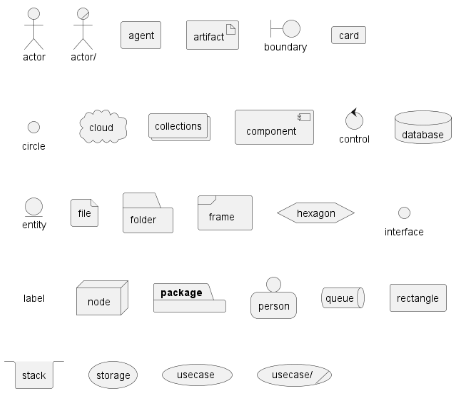 actor
actor/
agent
artifact
boundary
card
circle
cloud
collections
component
control
database
entity
file
folder
frame
hexagon
interface
label
node
package
person
queue
rectangle
stack
storage
usecase
usecase/